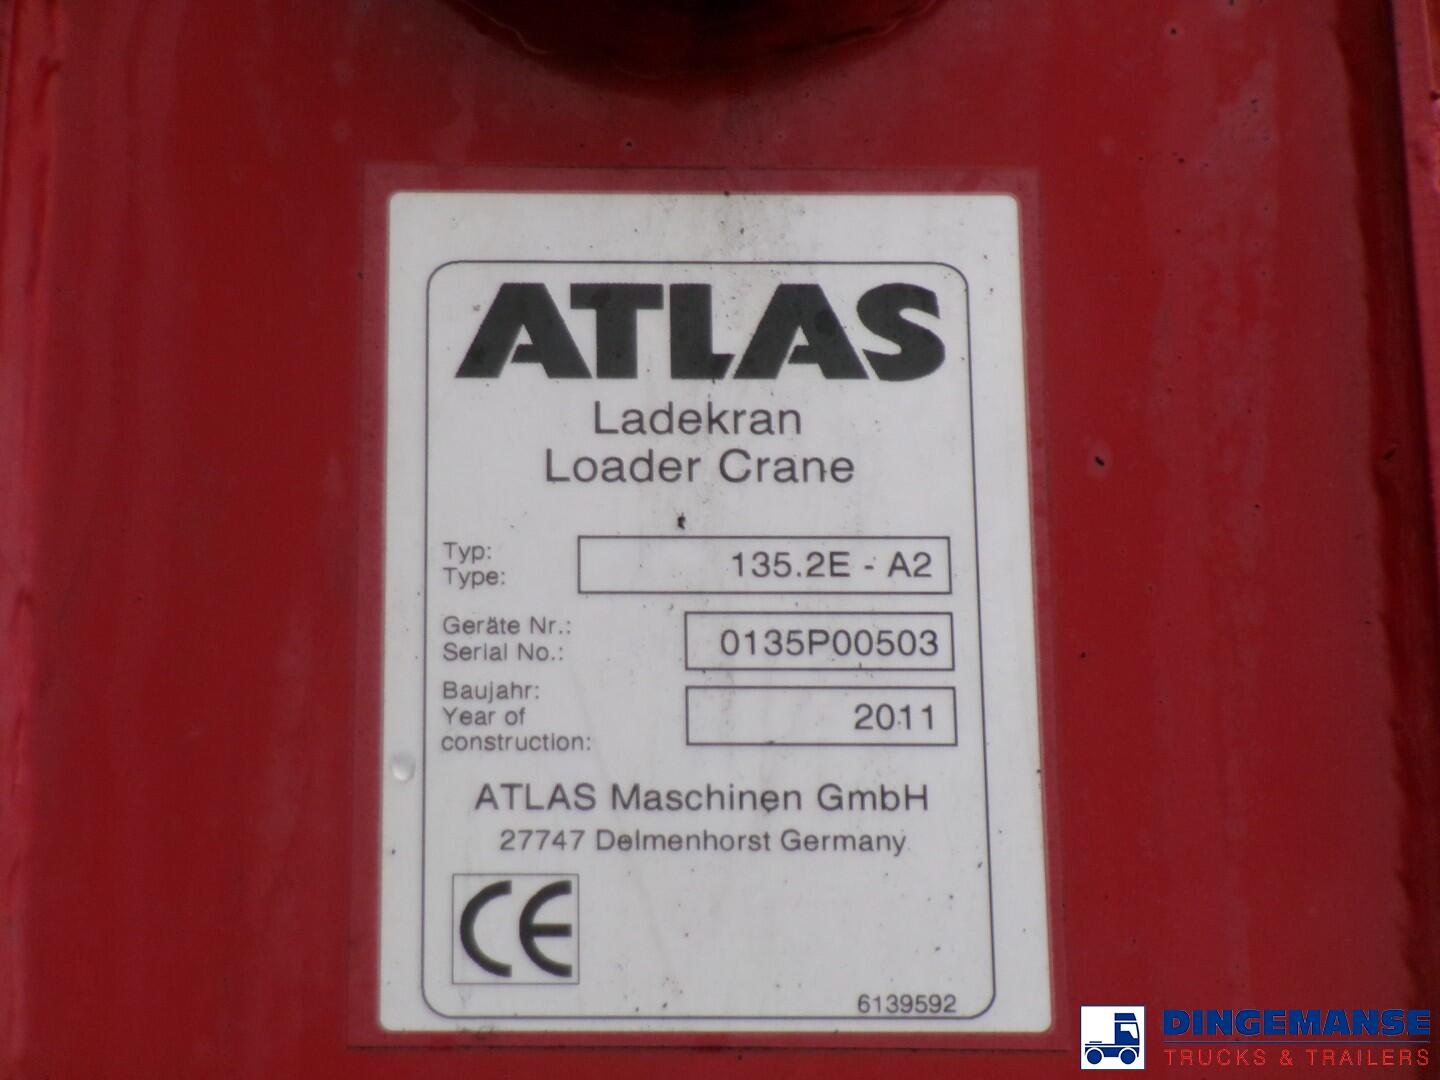 ATLAS
Ladekran
Loader Crane
Typ:
Type:
135.2E - A2
Geräte Nr.:
Serial No.:
0135P00503
Baujahr:
Year of
construction:
2011
ATLAS Maschinen GmbH
27747 Delmenhorst Germany
CE
6139592
DINGEMANSE
TRUCKS & TRAILERS